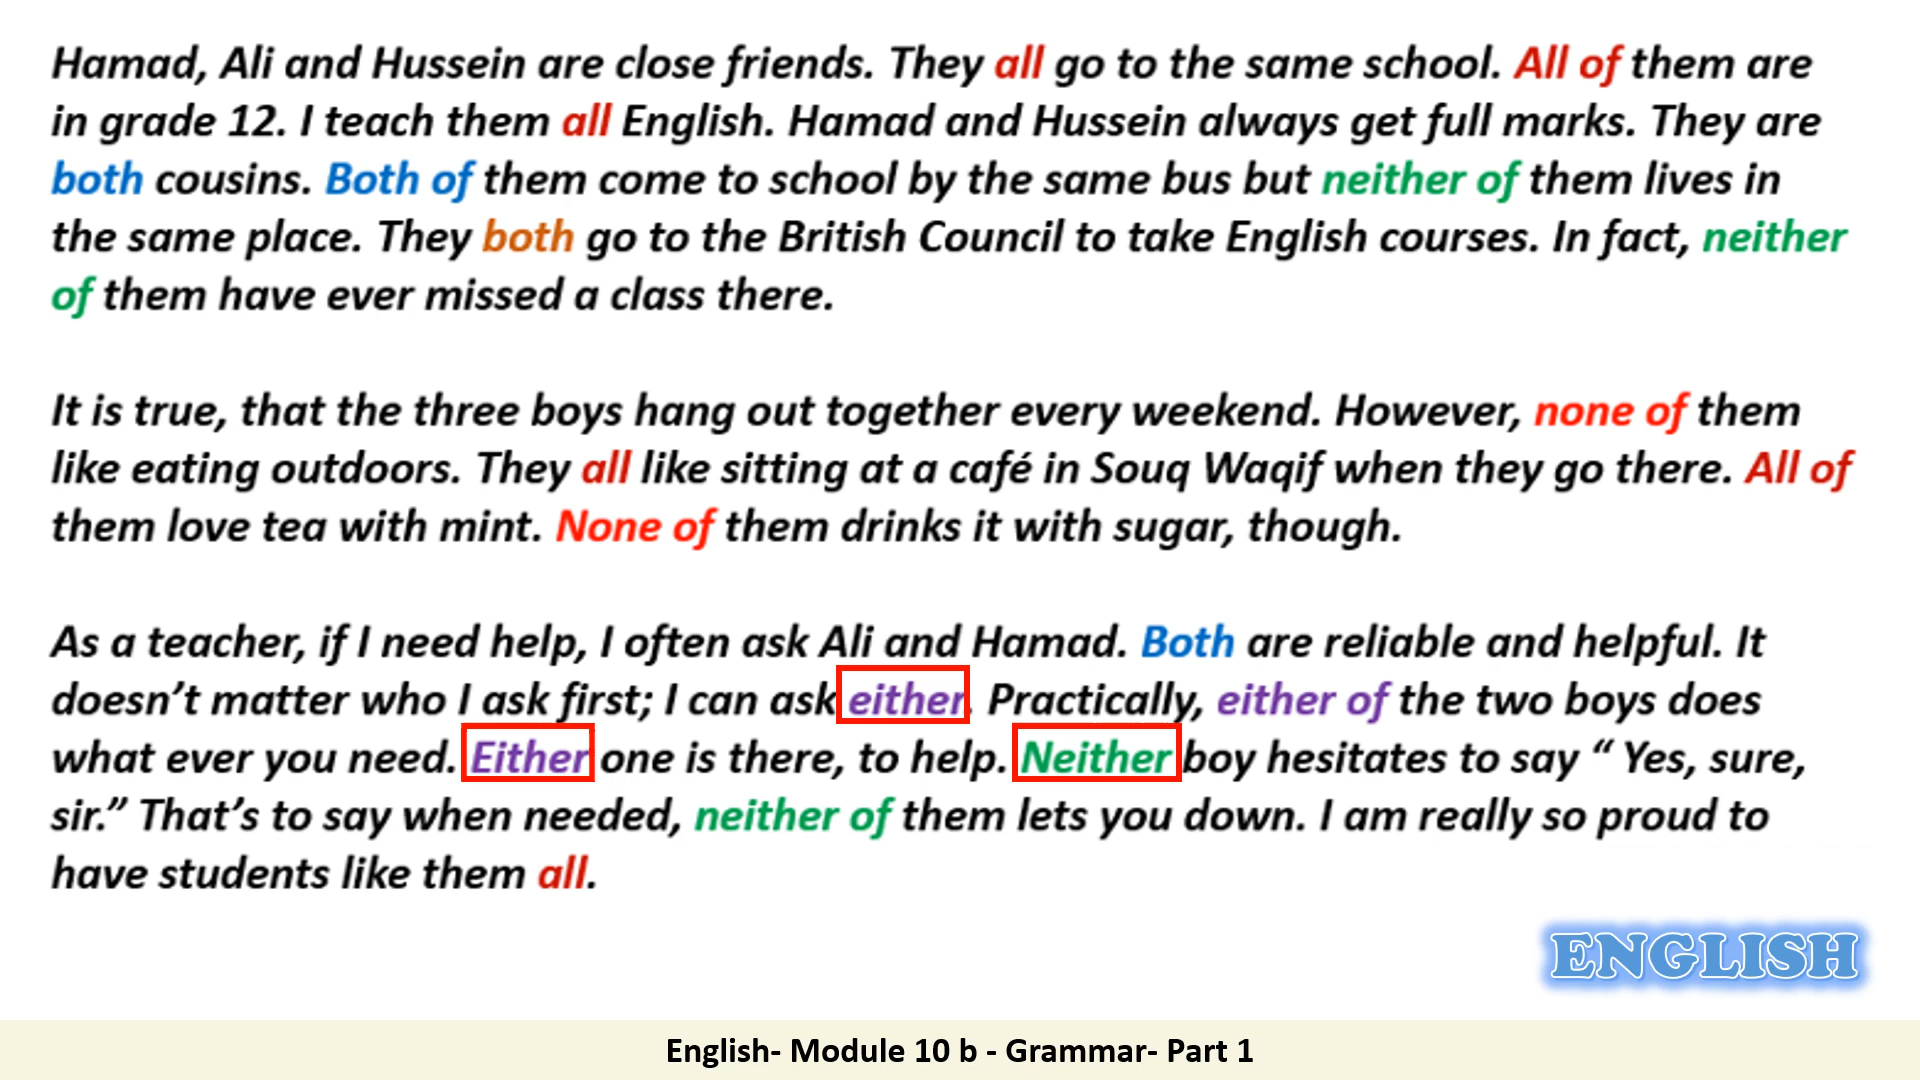 Hamad, Ali and Hussein are close friends. They all go to the same school. All of them are
in grade 12. I teach them all English. Hamad and Hussein always get full marks. They are
both cousins. Both of them come to school by the same bus but neither of them lives in
the same place. They both go to the British Council to take English courses. In fact, neither
of them have ever missed a class there.
It is true, that the three boys hang out together every weekend. However, none of them
like eating outdoors. They all like sitting at a café in Souq Waqif when they go there. All of
them love tea with mint. None of them drinks it with sugar, though.
As a teacher, if I need help, I often ask Ali and Hamad. Both are reliable and helpful. It
doesn't matter who I ask first; I can ask either. Practically, either of the two boys does
what ever you need. Either one is there, to help. Neither boy hesitates to say “ Yes, sure,
sir.” That's to say when needed, neither of them lets you down. I am really so proud to
have students like them all.
ENGLISH
English- Module 10 b - Grammar- Part 1